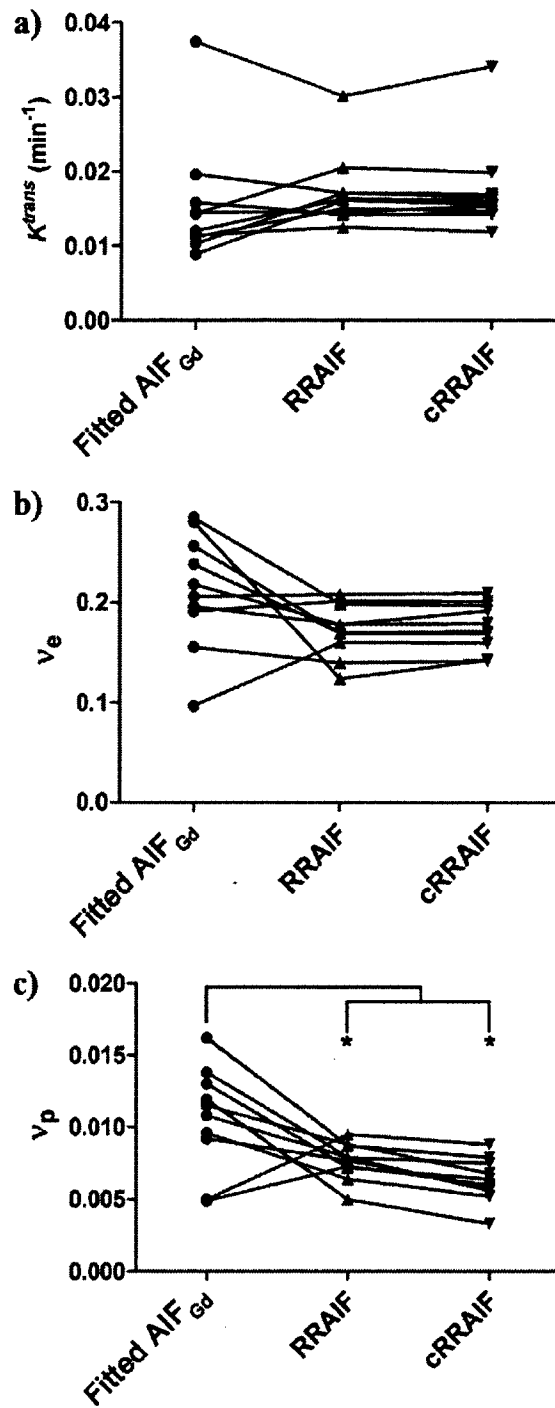 a)
K^trans (min^-1)
0.04
0.03
0.02
0.01
0.00
Fitted AIF Gd
RRAIF
cRRAIF
b)
ν_e
0.3
0.2
0.1
0.0
Fitted AIF Gd
RRAIF
cRRAIF
c)
ν_p
0.020
0.015
0.010
0.005
0.000
* *
Fitted AIF Gd
RRAIF
cRRAIF